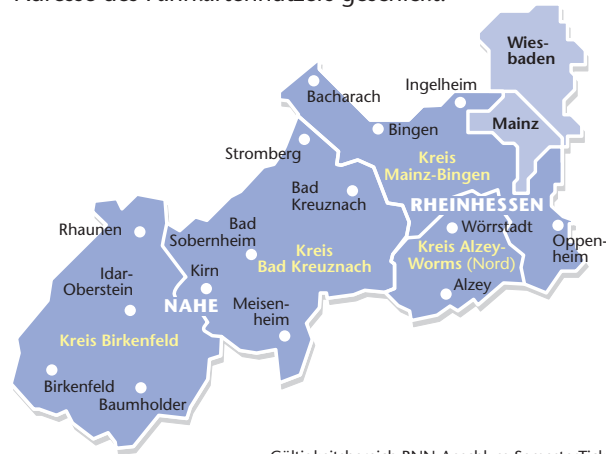 Wies-
baden
Ingelheim
Bacharach
Mainz
Bingen
Stromberg
Kreis
Mainz-Bingen
Bad
Kreuznach
RHEINHESSEN
Rhaunen
Bad
Sobernheim
Wörrstadt
Kreis
Bad Kreuznach
Kreis Alzey-
Worms (Nord)
Oppen-
heim
Idar-
Oberstein
Kirn
Alzey
NAHE
Meisen-
heim
Kreis Birkenfeld
Birkenfeld
Baumholder